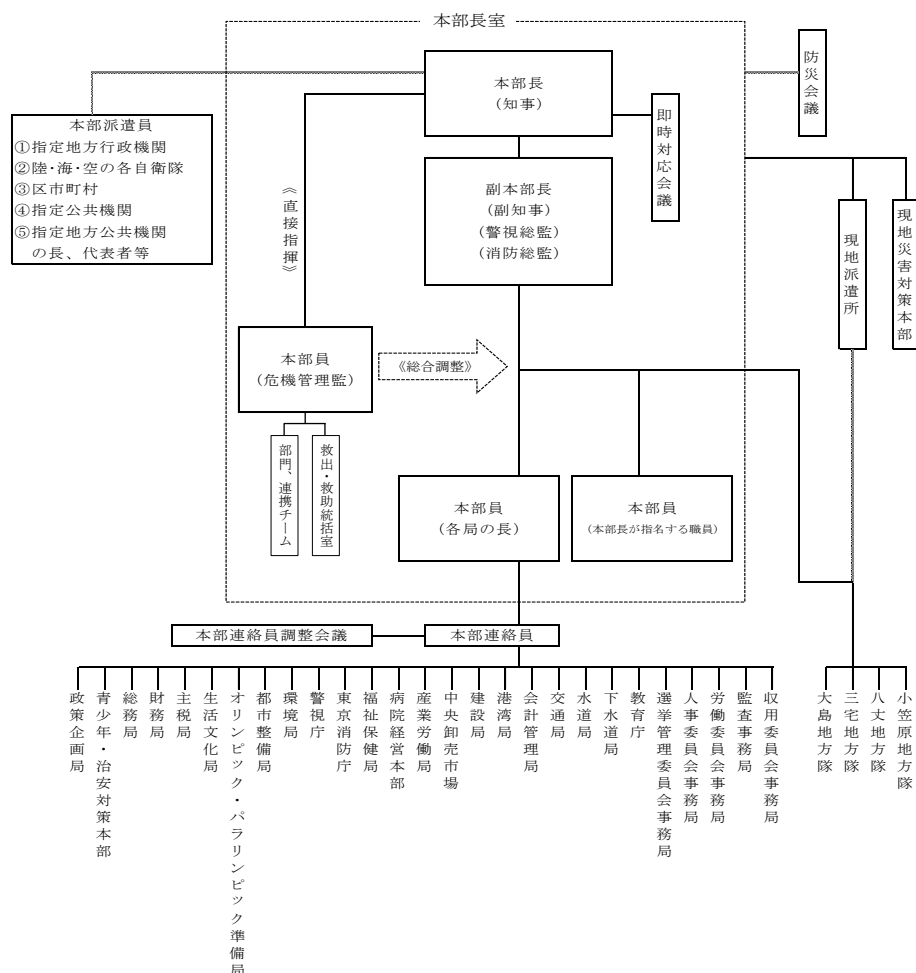 本部長室
本部長
(知事)
防災会議
即時対応会議
本部派遣員
①指定地方行政機関
②陸・海・空の各自衛隊
③区市町村
④指定公共機関
⑤指定地方公共機関
の長、代表者等
《直接指揮》
副本部長
(副知事)
(警視総監)
(消防総監)
現地派遣所
現地災害対策本部
本部員
(危機管理監)
《総合調整》
部門、連携チーム
救出・救助統括室
本部員
(各局の長)
本部員
(本部長が指名する職員)
本部連絡員調整会議
本部連絡員
政策企画局
青少年・治安対策本部
総務局
財務局
主税局
生活文化局
オリンピック・パラリンピック準備局
都市整備局
環境局
警視庁
東京消防庁
福祉保健局
病院経営本部
産業労働局
中央卸売市場
建設局
港湾局
会計管理局
交通局
水道局
下水道局
教育庁
選挙管理委員会事務局
人事委員会事務局
労働委員会事務局
監査事務局
収用委員会事務局
大島地方隊
三宅地方隊
八丈地方隊
小笠原地方隊